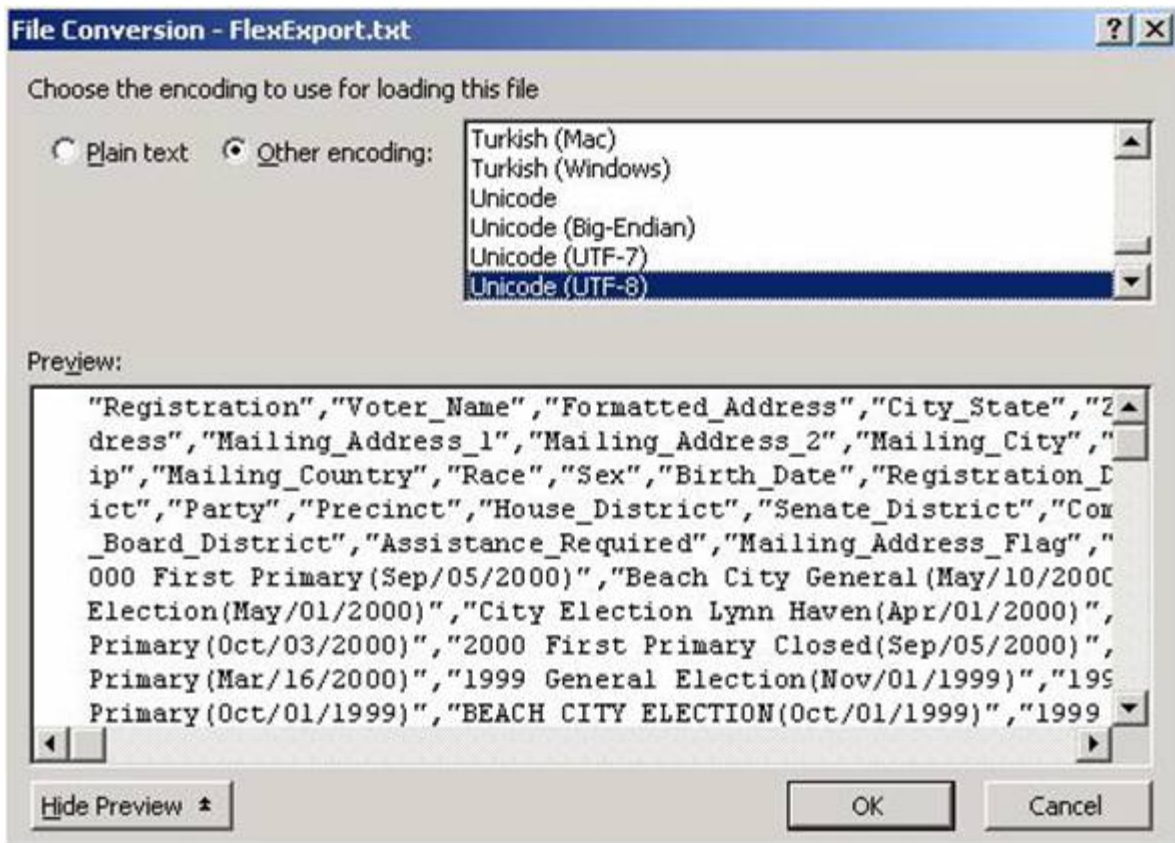 File Conversion - FlexExport.txt
Choose the encoding to use for loading this file
Plain text
Other encoding:
Turkish (Mac)
Turkish (Windows)
Unicode
Unicode (Big-Endian)
Unicode (UTF-7)
Unicode (UTF-8)
Preview:
"Registration","Voter_Name","Formatted_Address","City_State","Z
dress","Mailing_Address_1","Mailing_Address_2","Mailing_City","
ip","Mailing_Country","Race","Sex","Birth_Date","Registration_D
ict","Party","Precinct","House_District","Senate_District","Com
_Board_District","Assistance_Required","Mailing_Address_Flag","
000 First Primary(Sep/05/2000)","Beach City General(May/10/2000
Election(May/01/2000)","City Election Lynn Haven(Apr/01/2000)",
Primary(Oct/03/2000)","2000 First Primary Closed(Sep/05/2000)",
Primary(Mar/16/2000)","1999 General Election(Nov/01/1999)","199
Primary(Oct/01/1999)","BEACH CITY ELECTION(Oct/01/1999)","1999
Hide Preview
OK
Cancel